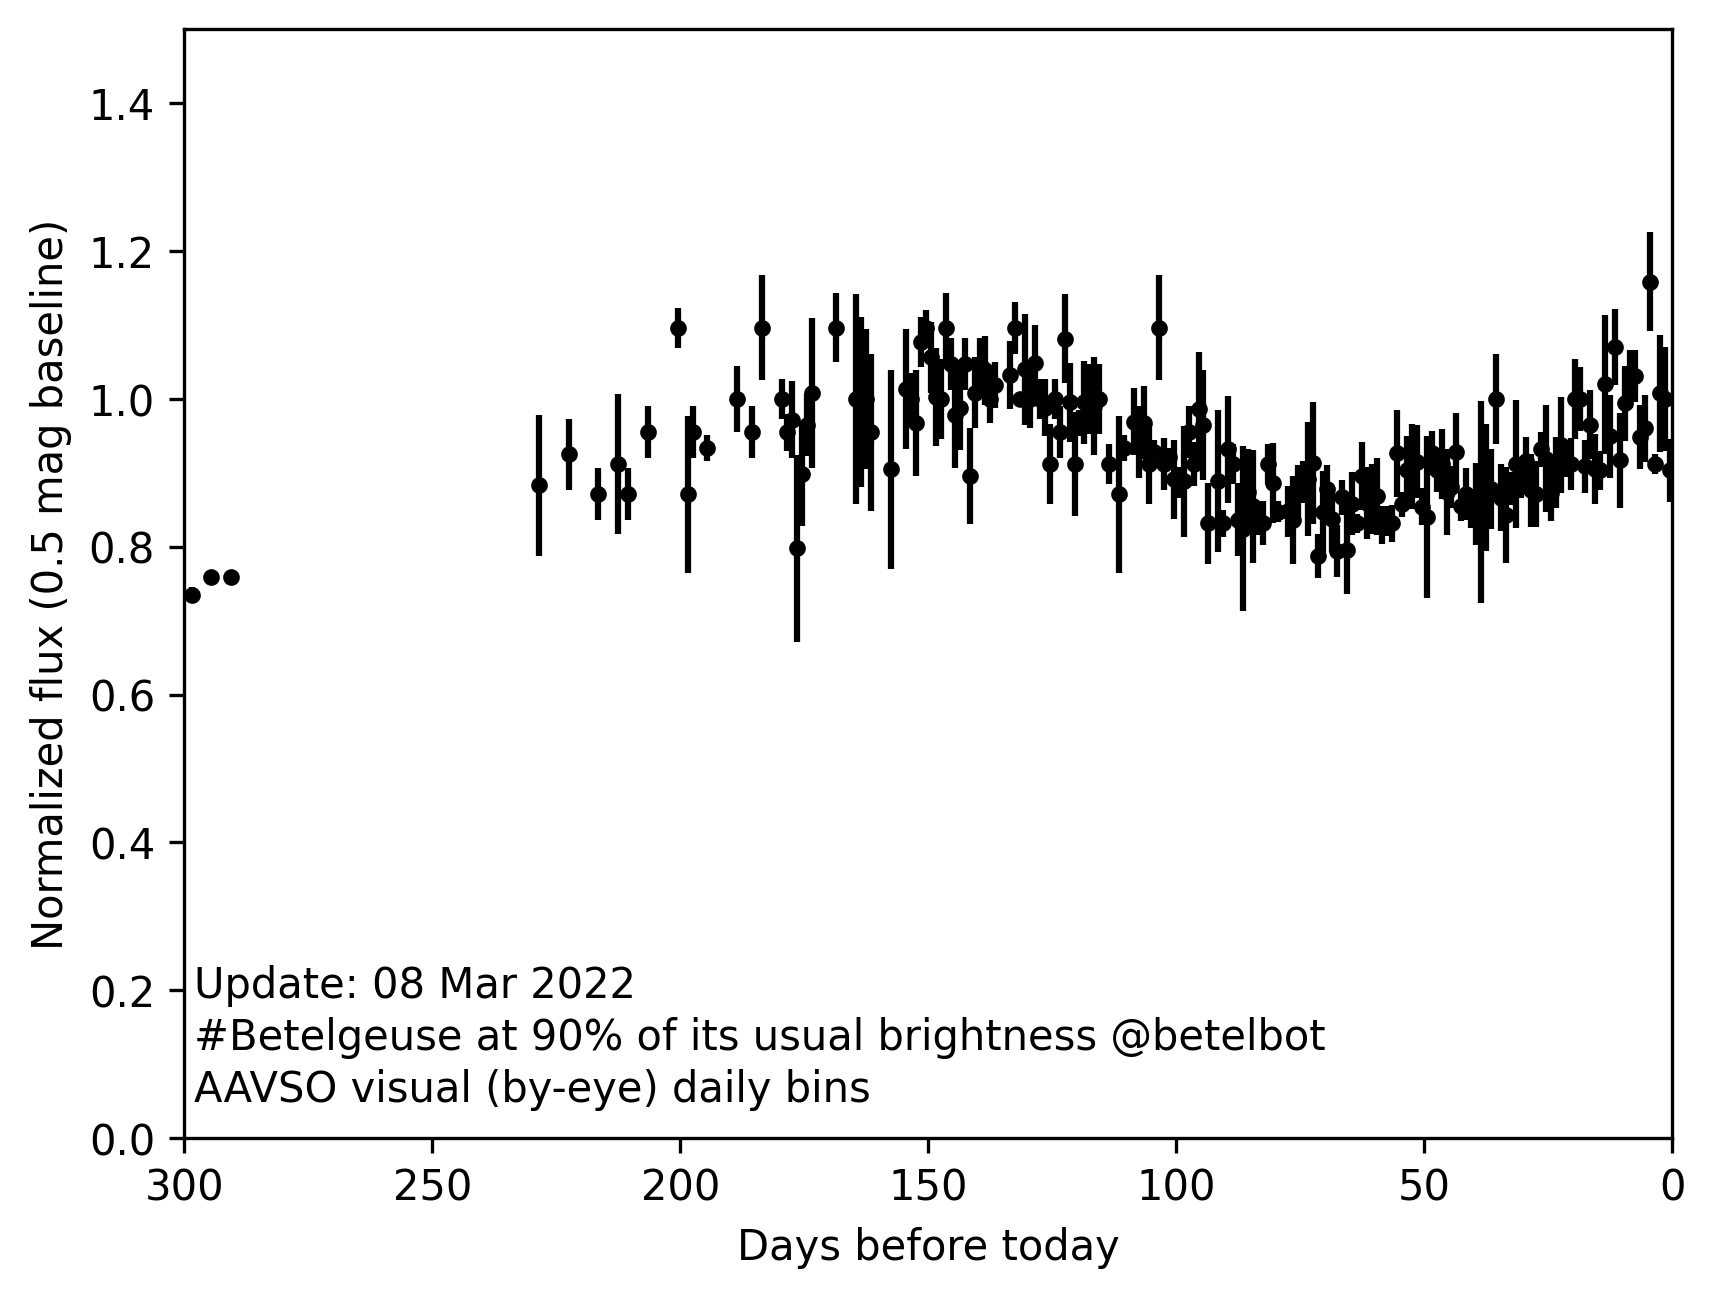 1.4
1.2
1.0
0.8
0.6
0.4
0.2
0.0
Normalized flux (0.5 mag baseline)
Update: 08 Mar 2022
#Betelgeuse at 90% of its usual brightness @betelbot
AAVSO visual (by-eye) daily bins
300 250 200 150 100 50 0
Days before today